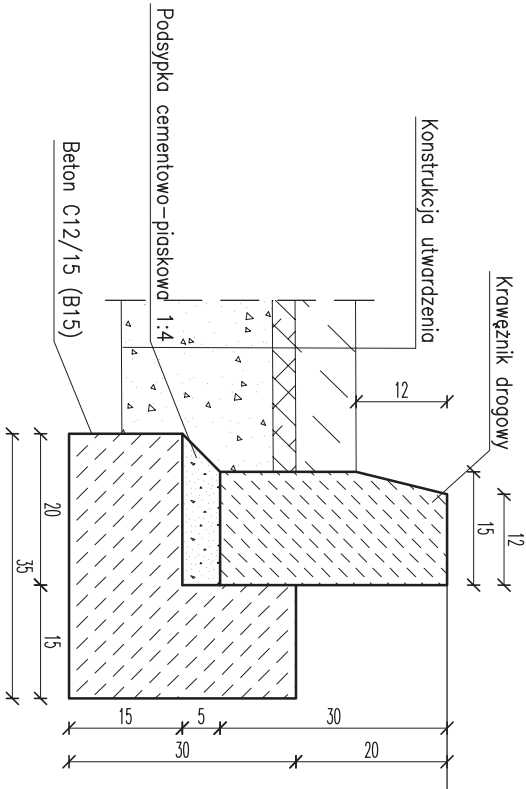 Krawężnik drogowy
Konstrukcja utwardzenia
Podsypka cementowo-piaskowa 1:4
Beton C12/15 (B15)
12
12
15
20
15
35
15
5
30
30
20